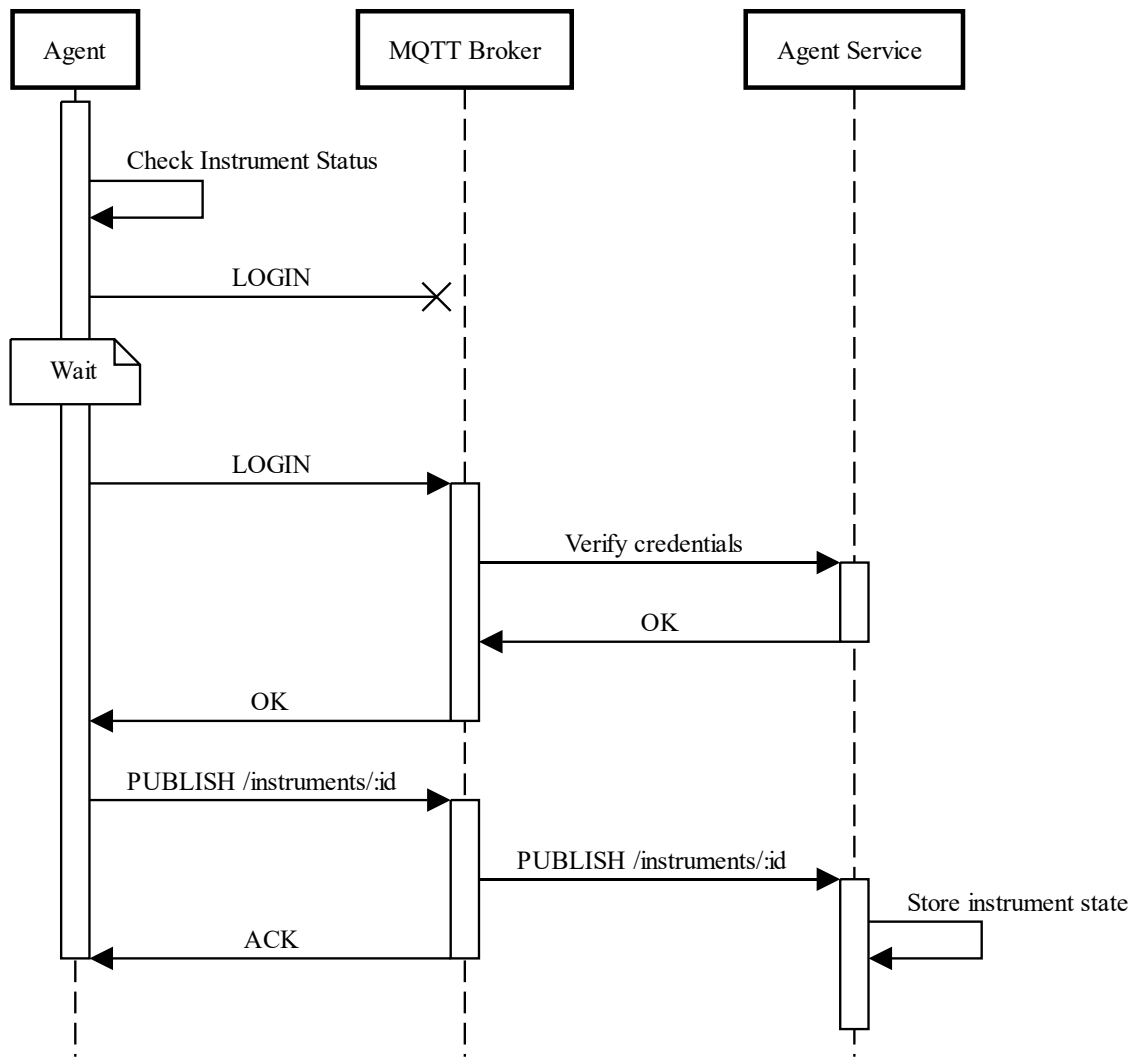 Agent
MQTT Broker
Agent Service
Check Instrument Status
LOGIN
Wait
LOGIN
Verify credentials
OK
OK
PUBLISH /instruments/:id
PUBLISH /instruments/:id
Store instrument state
ACK